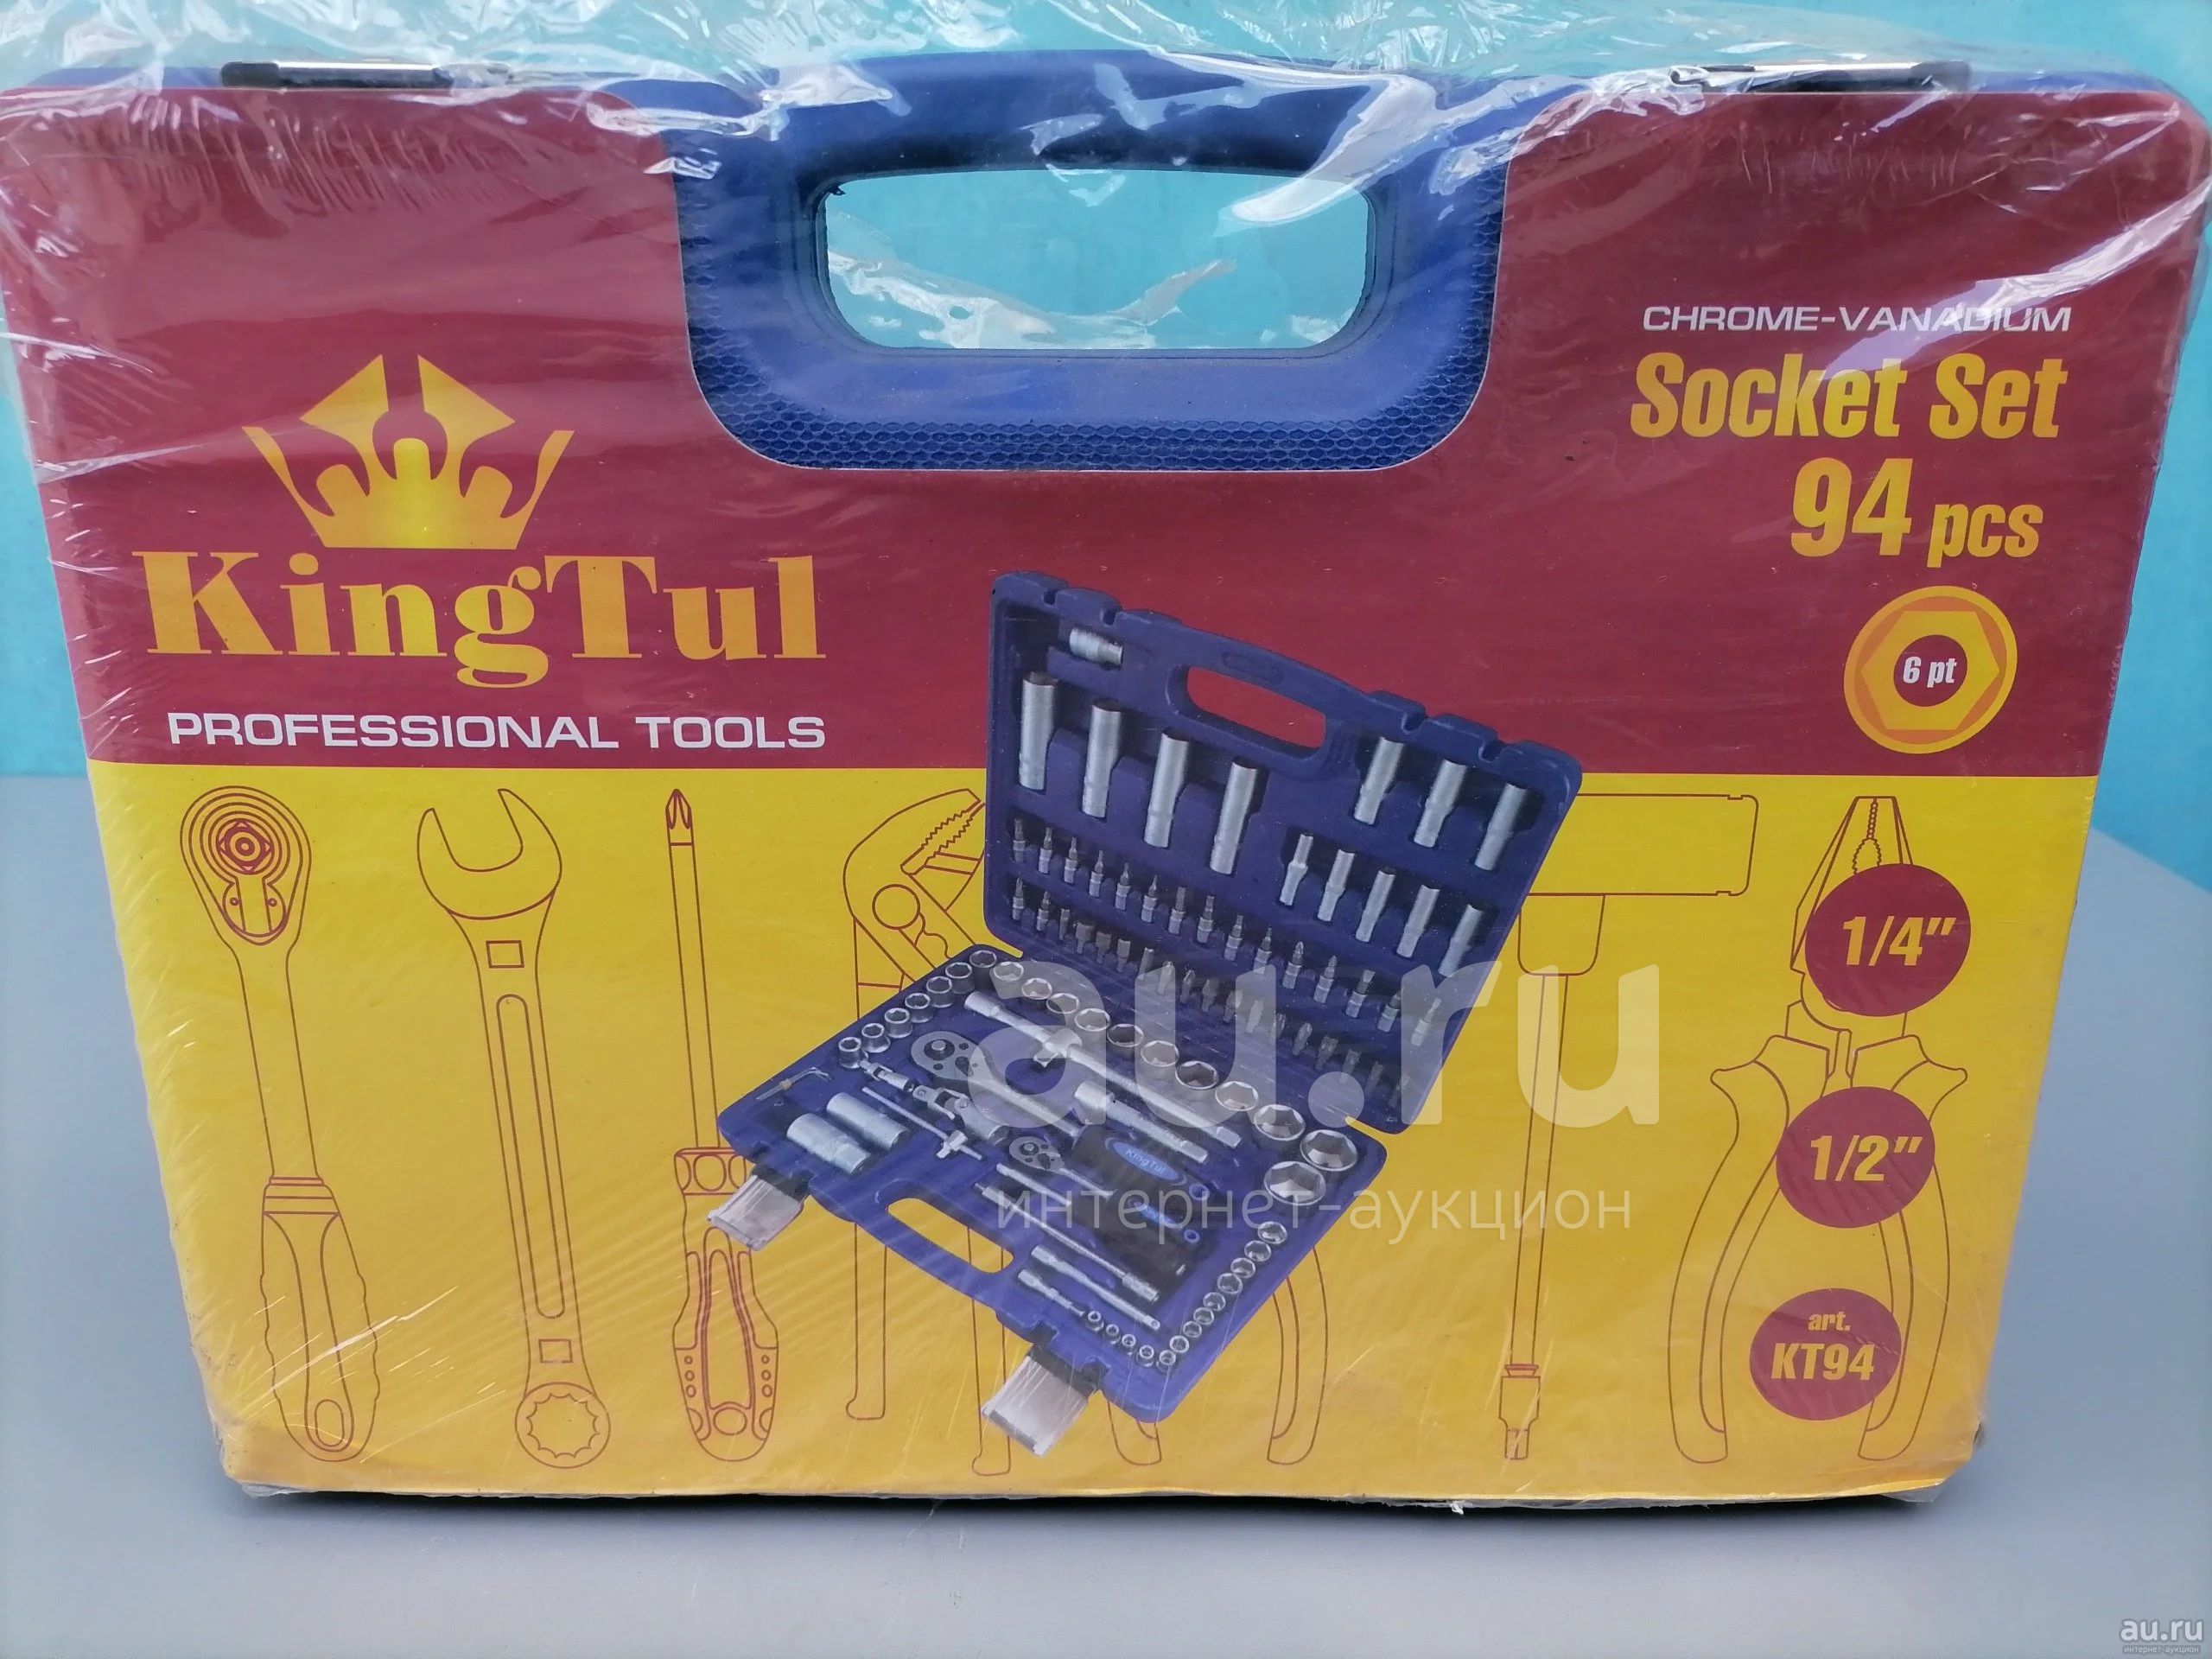 CHROME-VANADIUM
Socket Set
94 pcs
6 pt
KingTul
PROFESSIONAL TOOLS
1/4"
1/2"
art.
KT94
KingTul
au.ru
интернет-аукцион
au.ru
интернет-аукцион